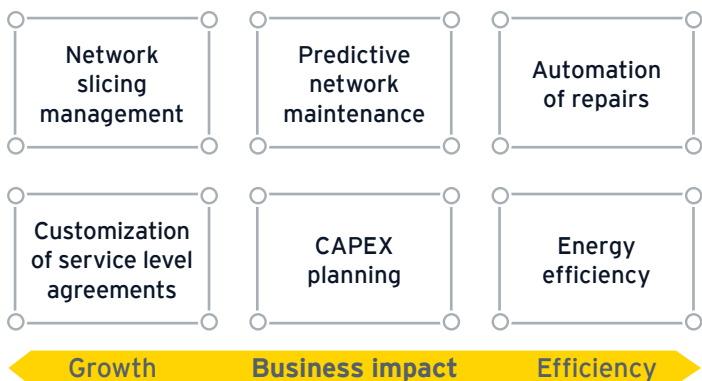 Network
slicing
management
Predictive
network
maintenance
Automation
of repairs
Customization
of service level
agreements
CAPEX
planning
Energy
efficiency
Growth
Business impact
Efficiency